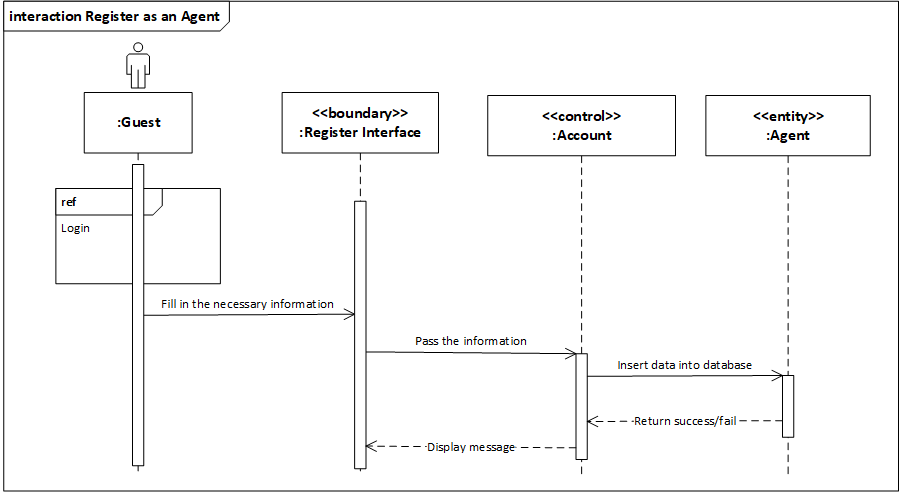 interaction Register as an Agent
:Guest
<<boundary>>
:Register Interface
<<control>>
:Account
<<entity>>
:Agent
ref
Login
Fill in the necessary information
Pass the information
Insert data into database
Return success/fail
Display message